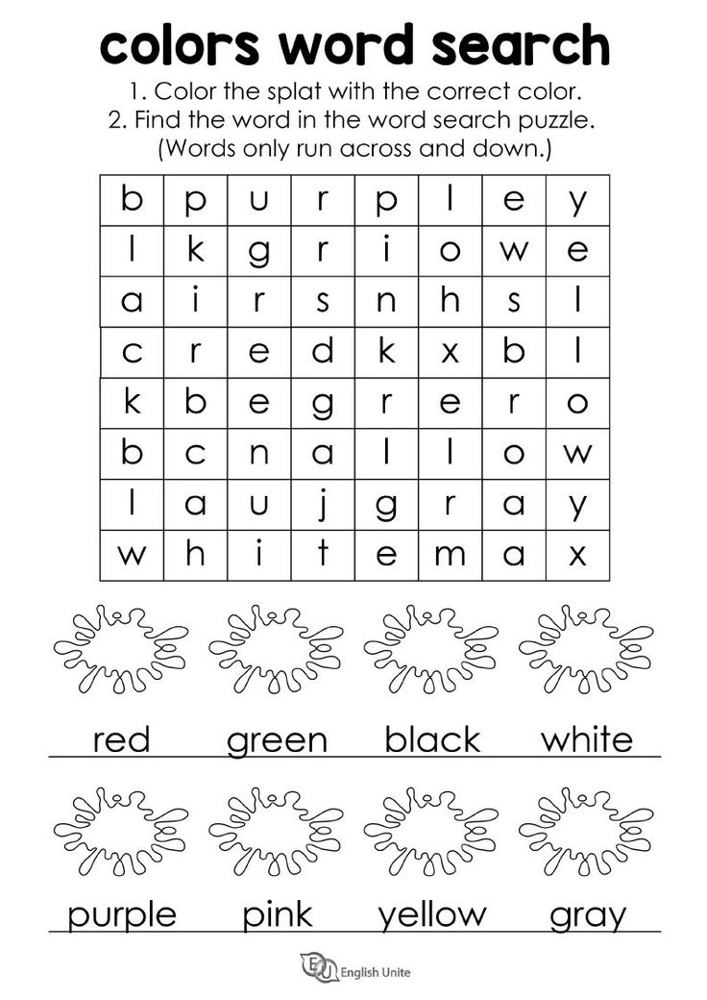 colors word search
1. Color the splat with the correct color.
2. Find the word in the word search puzzle.
(Words only run across and down.)
b p u r p l e y
l k g r i o w e
a i r s n h s l
c r e d k x b l
k b e g r e r o
b c n a l l o w
l a u j g r a y
w h i t e m a x
red green black white
purple pink yellow gray
EU English Unite